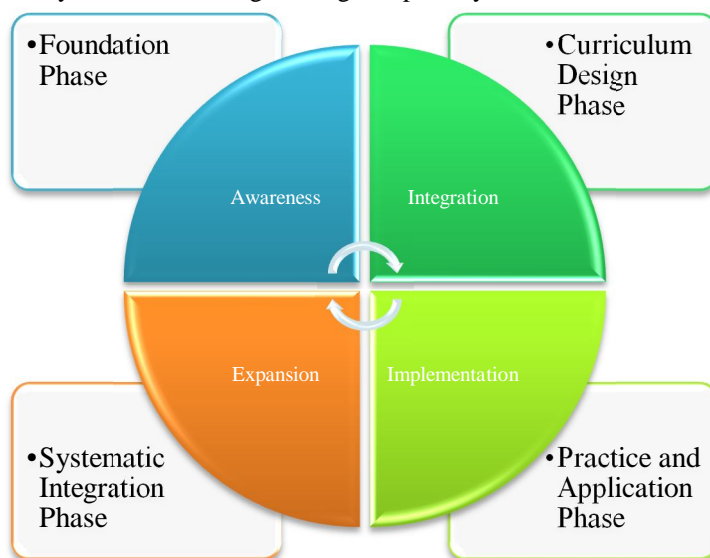 •Foundation
Phase
•Curriculum
Design
Phase
Awareness
Integration
Expansion
Implementation
•Systematic
Integration
Phase
•Practice and
Application
Phase